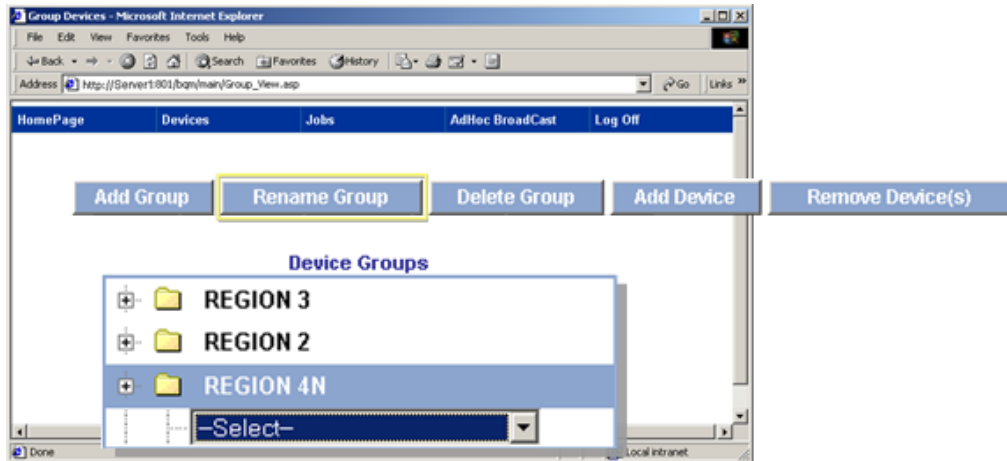 Group Devices - Microsoft Internet Explorer
File Edit View Favorites Tools Help
Back Search Favorites History
Address http://Server1:801/bqm/main/Group_View.asp Go Links »
HomePage Devices Jobs AdHoc BroadCast Log Off
Add Group Rename Group Delete Group Add Device Remove Device(s)
Device Groups
REGION 3
REGION 2
REGION 4N
--Select--
Done Local intranet